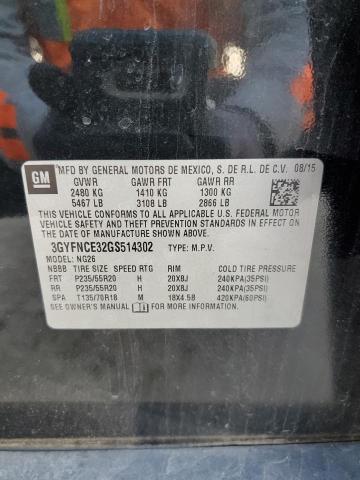 GM
MFD BY GENERAL MOTORS DE MEXICO, S. DE R.L. DE C.V. 08/15
GVWR GAWR FRT GAWR RR
2480 KG 1410 KG 1300 KG
5467 LB 3108 LB 2866 LB
THIS VEHICLE CONFORMS TO ALL APPLICABLE
U.S. FEDERAL MOTOR VEHICLE SAFETY, BUMPER, AND THEFT
PREVENTION STANDARDS IN EFFECT ON THE DATE OF
MANUFACTURE SHOWN ABOVE.
3GYFNCE32GS514302 TYPE: M.P.V.
MODEL: NG26
NBBB TIRE SIZE SPEED RTG RIM COLD TIRE PRESSURE
FRT P235/55R20 H 20X8J 240KPA(35PSI)
RR P235/55R20 H 20X8J 240KPA(35PSI)
SPA T135/70R18 M 18X4.5B 420KPA(60PSI)
SEE OWNER'S MANUAL FOR MORE INFORMATION.